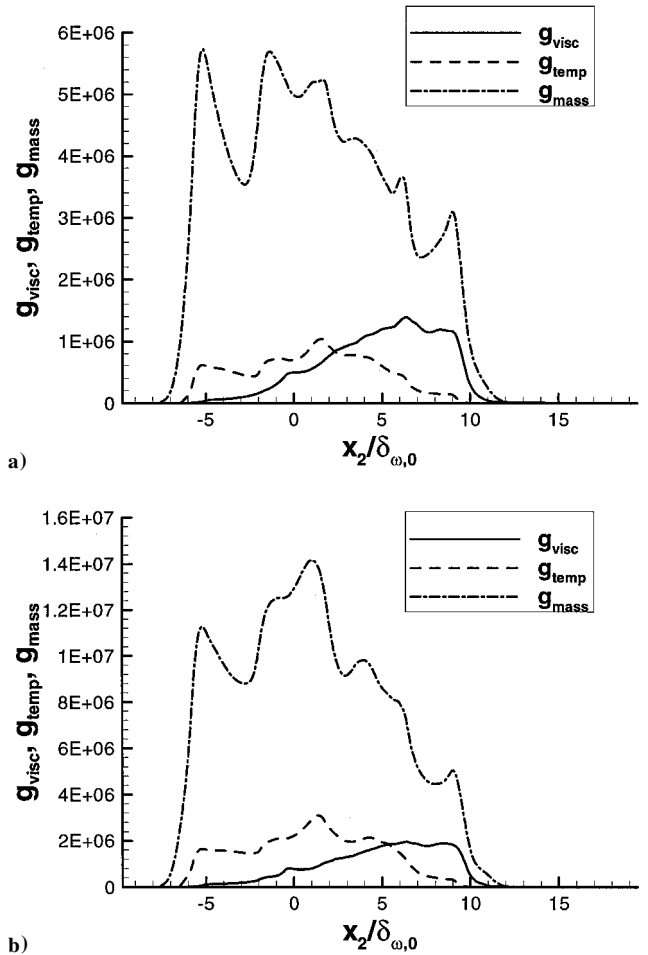 6E+06
5E+06
4E+06
3E+06
2E+06
1E+06
0
g_visc, g_temp, g_mass
g_visc
g_temp
g_mass
-5 0 5 10 15
x_2/δ_ω,0
a)
1.6E+07
1.4E+07
1.2E+07
1E+07
8E+06
6E+06
4E+06
2E+06
0
g_visc, g_temp, g_mass
g_visc
g_temp
g_mass
-5 0 5 10 15
x_2/δ_ω,0
b)